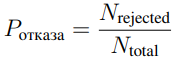 P_отказа = N_rejected / N_total